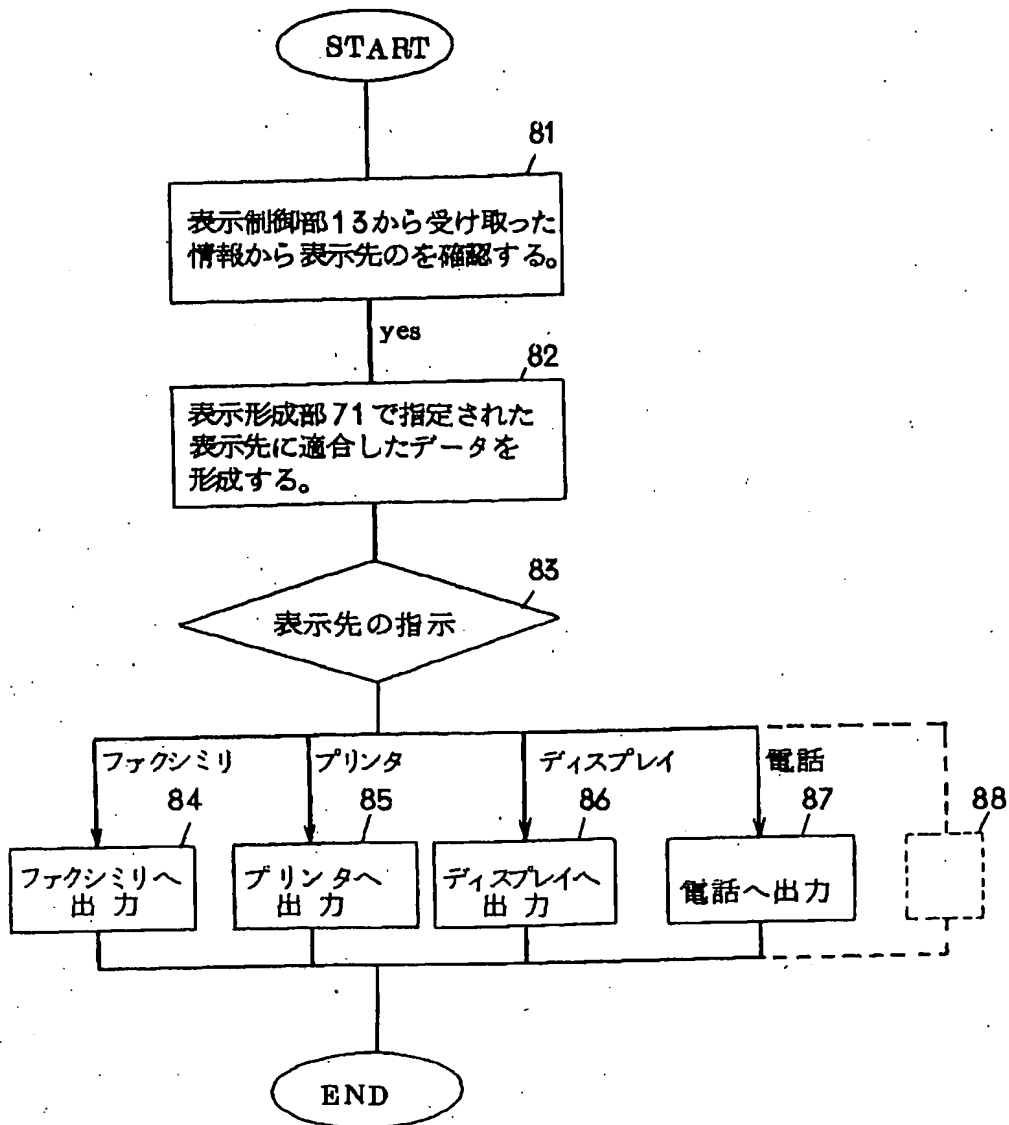 START
81
表示制御部13から受け取った
情報から表示先のを確認する。
yes
82
表示形成部71で指定された
表示先に適合したデータを
形成する。
83
表示先の指示
ファクシミリ
プリンタ
ディスプレイ
電話
84
85
86
87
88
ファクシミリへ
出力
プリンタへ
出力
ディスプレイへ
出力
電話へ出力
END